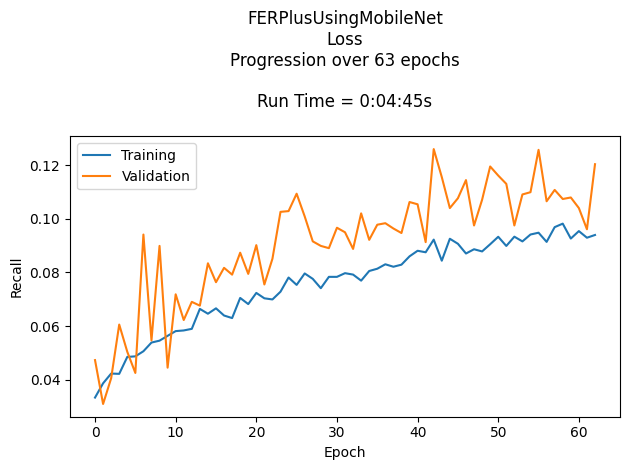 FERPlusUsingMobileNet
Loss
Progression over 63 epochs
Run Time = 0:04:45s
Training
Validation
0.12
0.10
0.08
0.06
0.04
Recall
0 10 20 30 40 50 60
Epoch